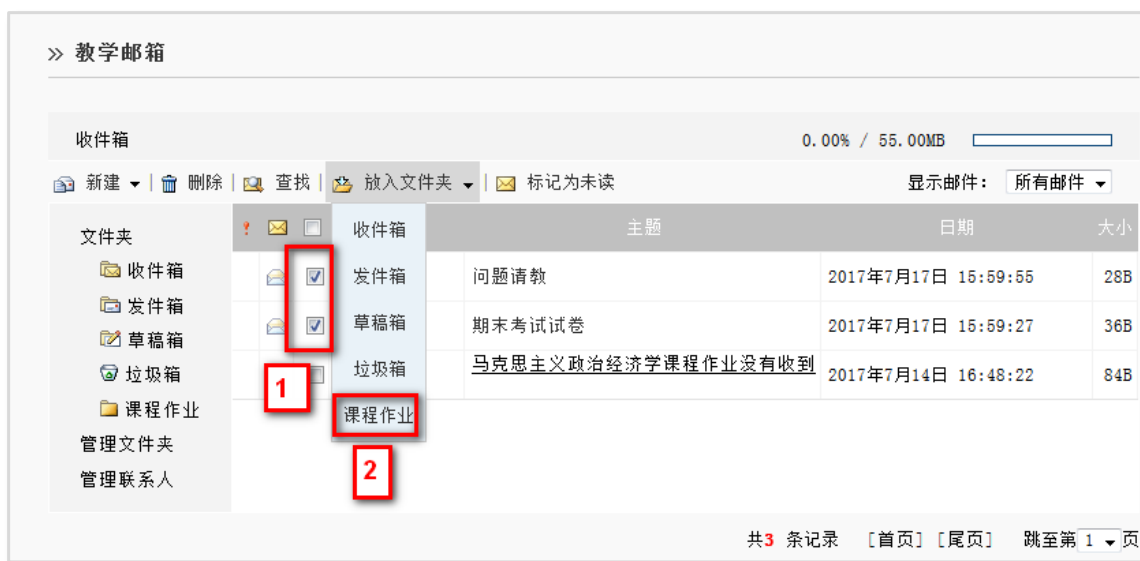 » 教学邮箱
收件箱 0.00% / 55.00MB
新建 | 删除 | 查找 | 放入文件夹 | 标记为未读 显示邮件: 所有邮件
文件夹
收件箱
发件箱
草稿箱
垃圾箱
课程作业
管理文件夹
管理联系人
! 主题 日期 大小
问题请教 2017年7月17日 15:59:55 28B
期末考试试卷 2017年7月17日 15:59:27 36B
马克思主义政治经济学课程作业没有收到 2017年7月14日 16:48:22 84B
收件箱
发件箱
草稿箱
垃圾箱
课程作业
1
2
共3 条记录 [首页] [尾页] 跳至第 1 页